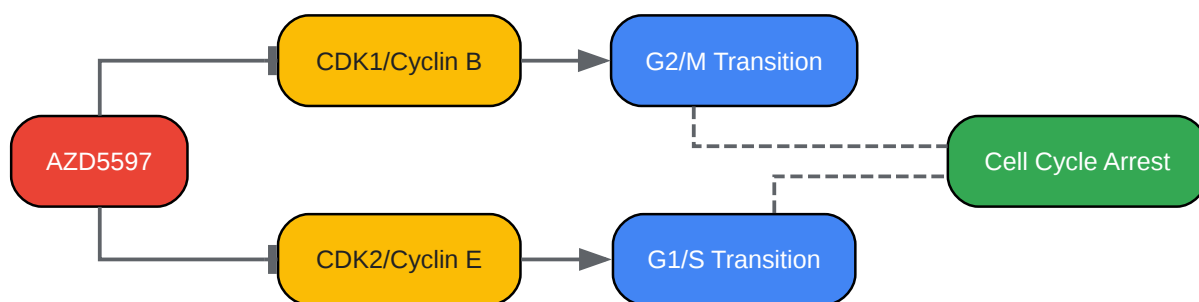 CDK1/Cyclin B
G2/M Transition
AZD5597
Cell Cycle Arrest
CDK2/Cyclin E
G1/S Transition